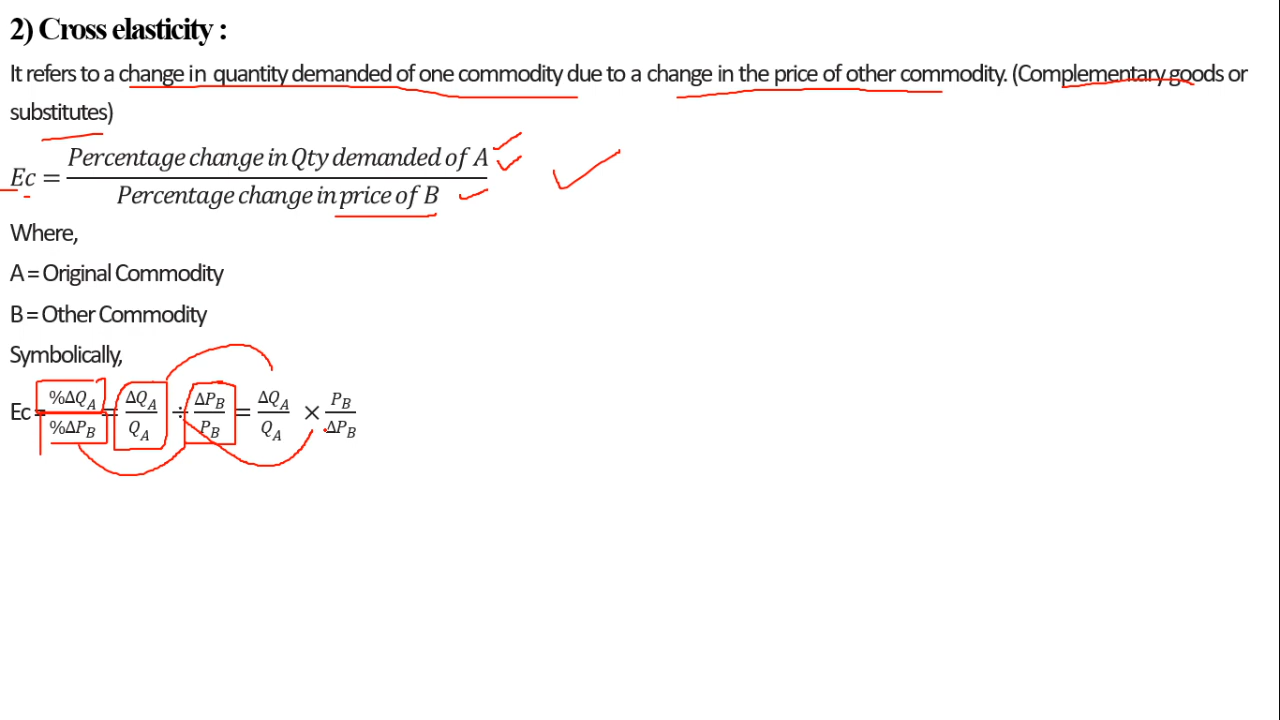 2) Cross elasticity :
It refers to a change in quantity demanded of one commodity due to a change in the price of other commodity. (Complementary goods or
substitutes)
Ec = Percentage change in Qty demanded of A / Percentage change in price of B
Where,
A = Original Commodity
B = Other Commodity
Symbolically,
Ec = %ΔQ_A / %ΔP_B = ΔQ_A / Q_A ÷ ΔP_B / P_B = ΔQ_A / Q_A × P_B / ΔP_B